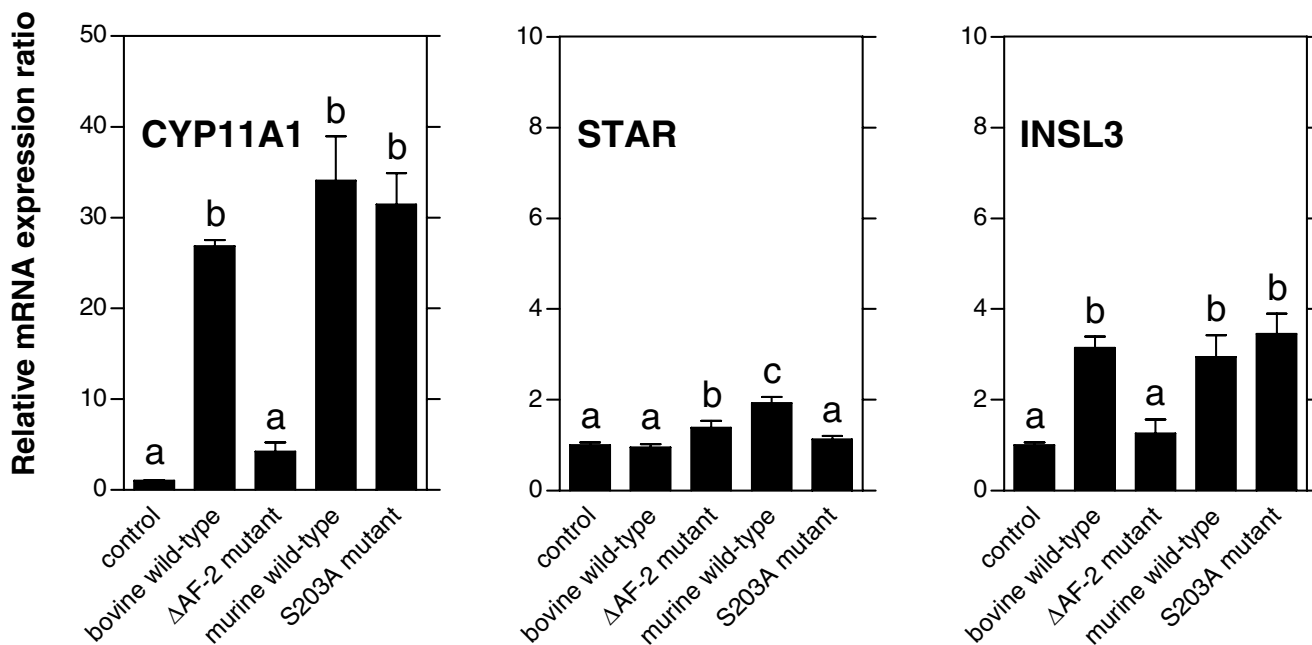 Relative mRNA expression ratio
50
40
30
20
10
0
CYP11A1
a
b
a
b
b
control
bovine wild-type
ΔAF-2 mutant
murine wild-type
S203A mutant
10
8
6
4
2
0
STAR
a
a
b
c
a
control
bovine wild-type
ΔAF-2 mutant
murine wild-type
S203A mutant
10
8
6
4
2
0
INSL3
a
b
a
b
b
control
bovine wild-type
ΔAF-2 mutant
murine wild-type
S203A mutant